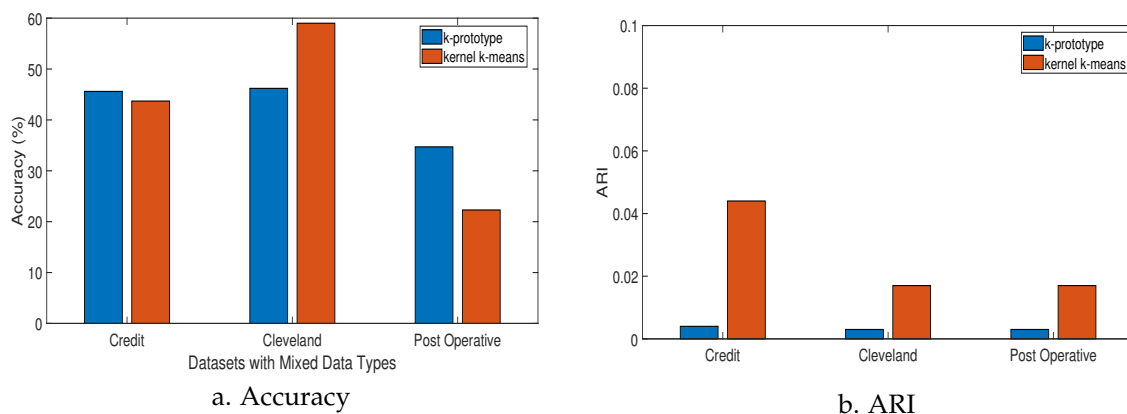 60
50
40
30
20
10
0
Accuracy (%)
k-prototype
kernel k-means
Credit
Cleveland
Post Operative
Datasets with Mixed Data Types
a. Accuracy
0.1
0.08
0.06
0.04
0.02
0
ARI
k-prototype
kernel k-means
Credit
Cleveland
Post Operative
b. ARI